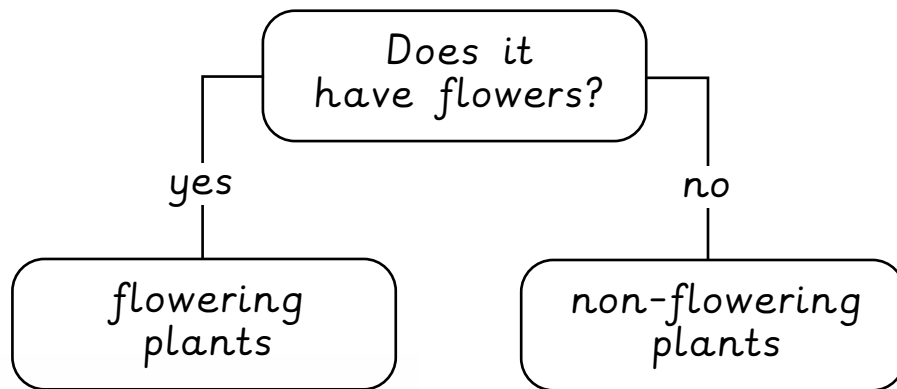 Does it
have flowers?
yes
no
flowering
plants
non-flowering
plants